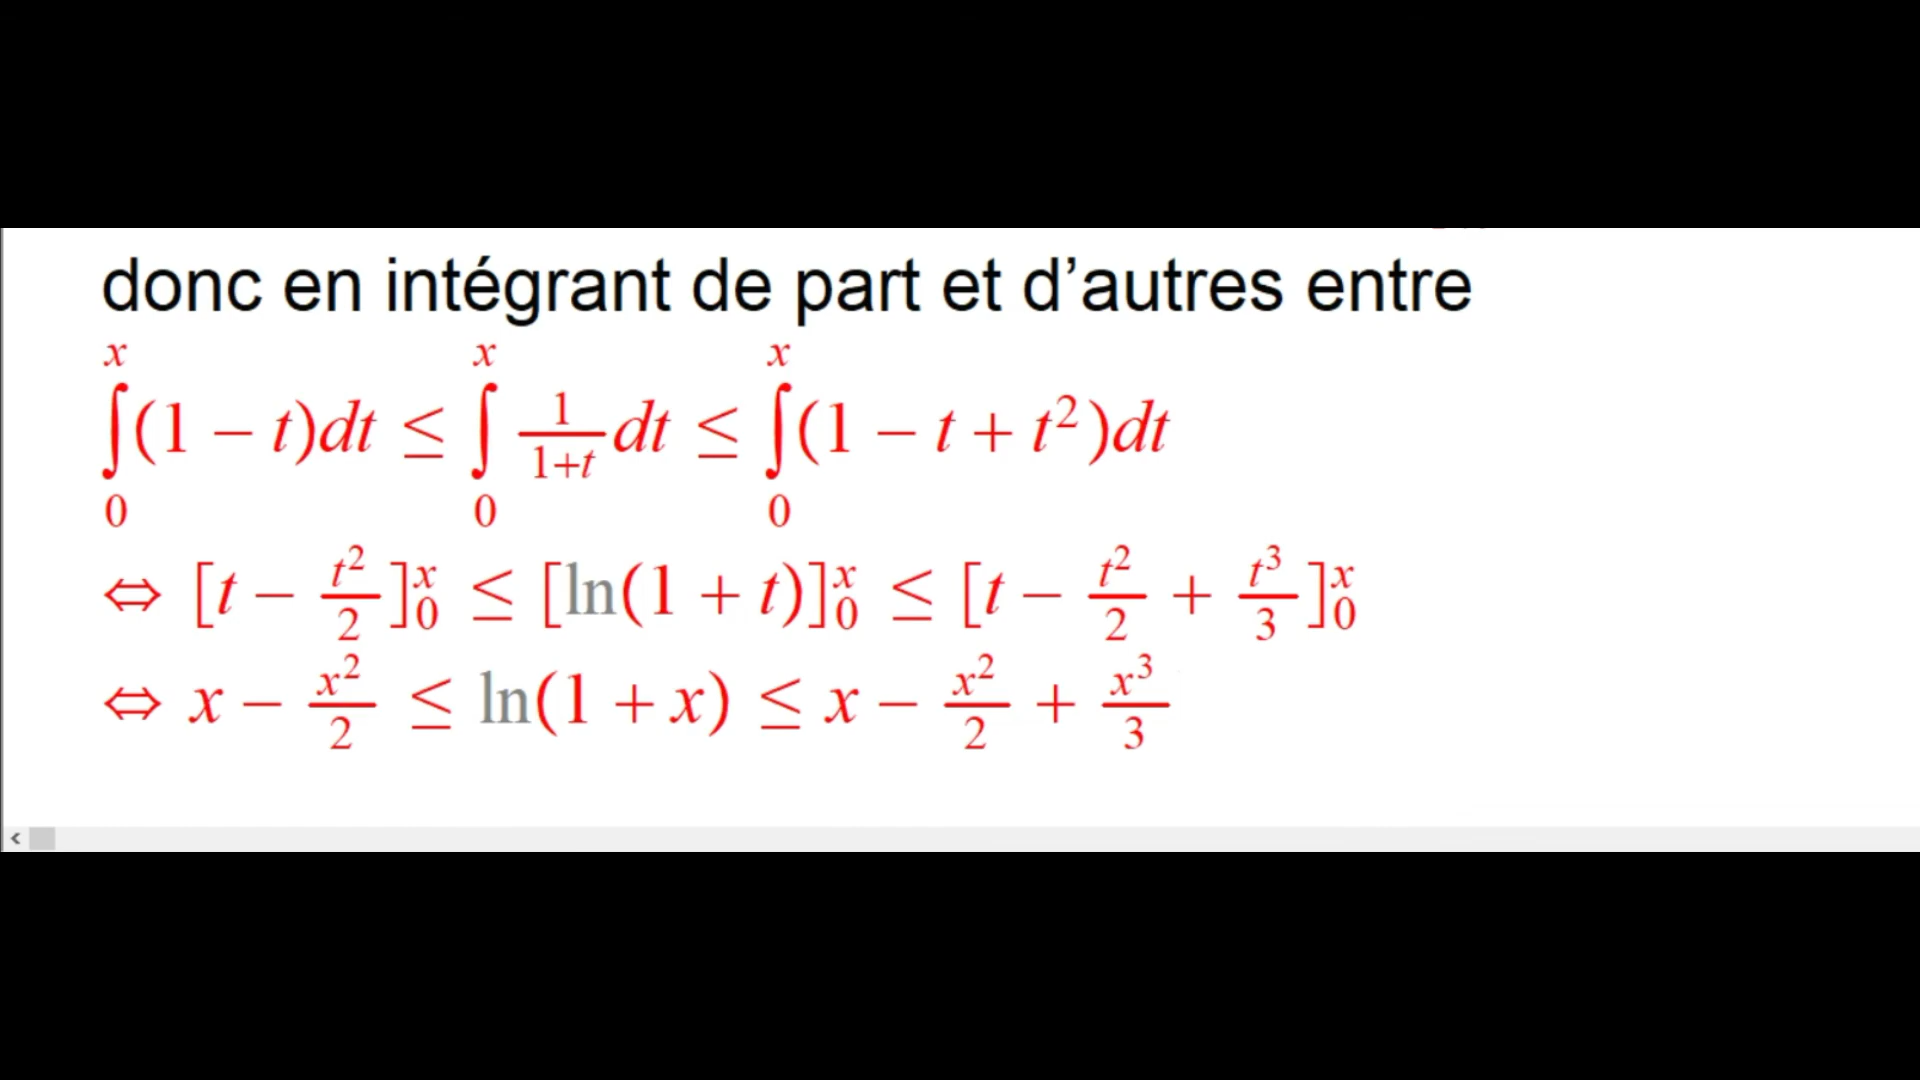 donc en intégrant de part et d’autres entre
∫₀ˣ(1 − t)dt ≤ ∫₀ˣ 1/(1+t) dt ≤ ∫₀ˣ(1 − t + t²)dt
⇔ [t − t²/2]₀ˣ ≤ [ln(1 + t)]₀ˣ ≤ [t − t²/2 + t³/3]₀ˣ
⇔ x − x²/2 ≤ ln(1 + x) ≤ x − x²/2 + x³/3